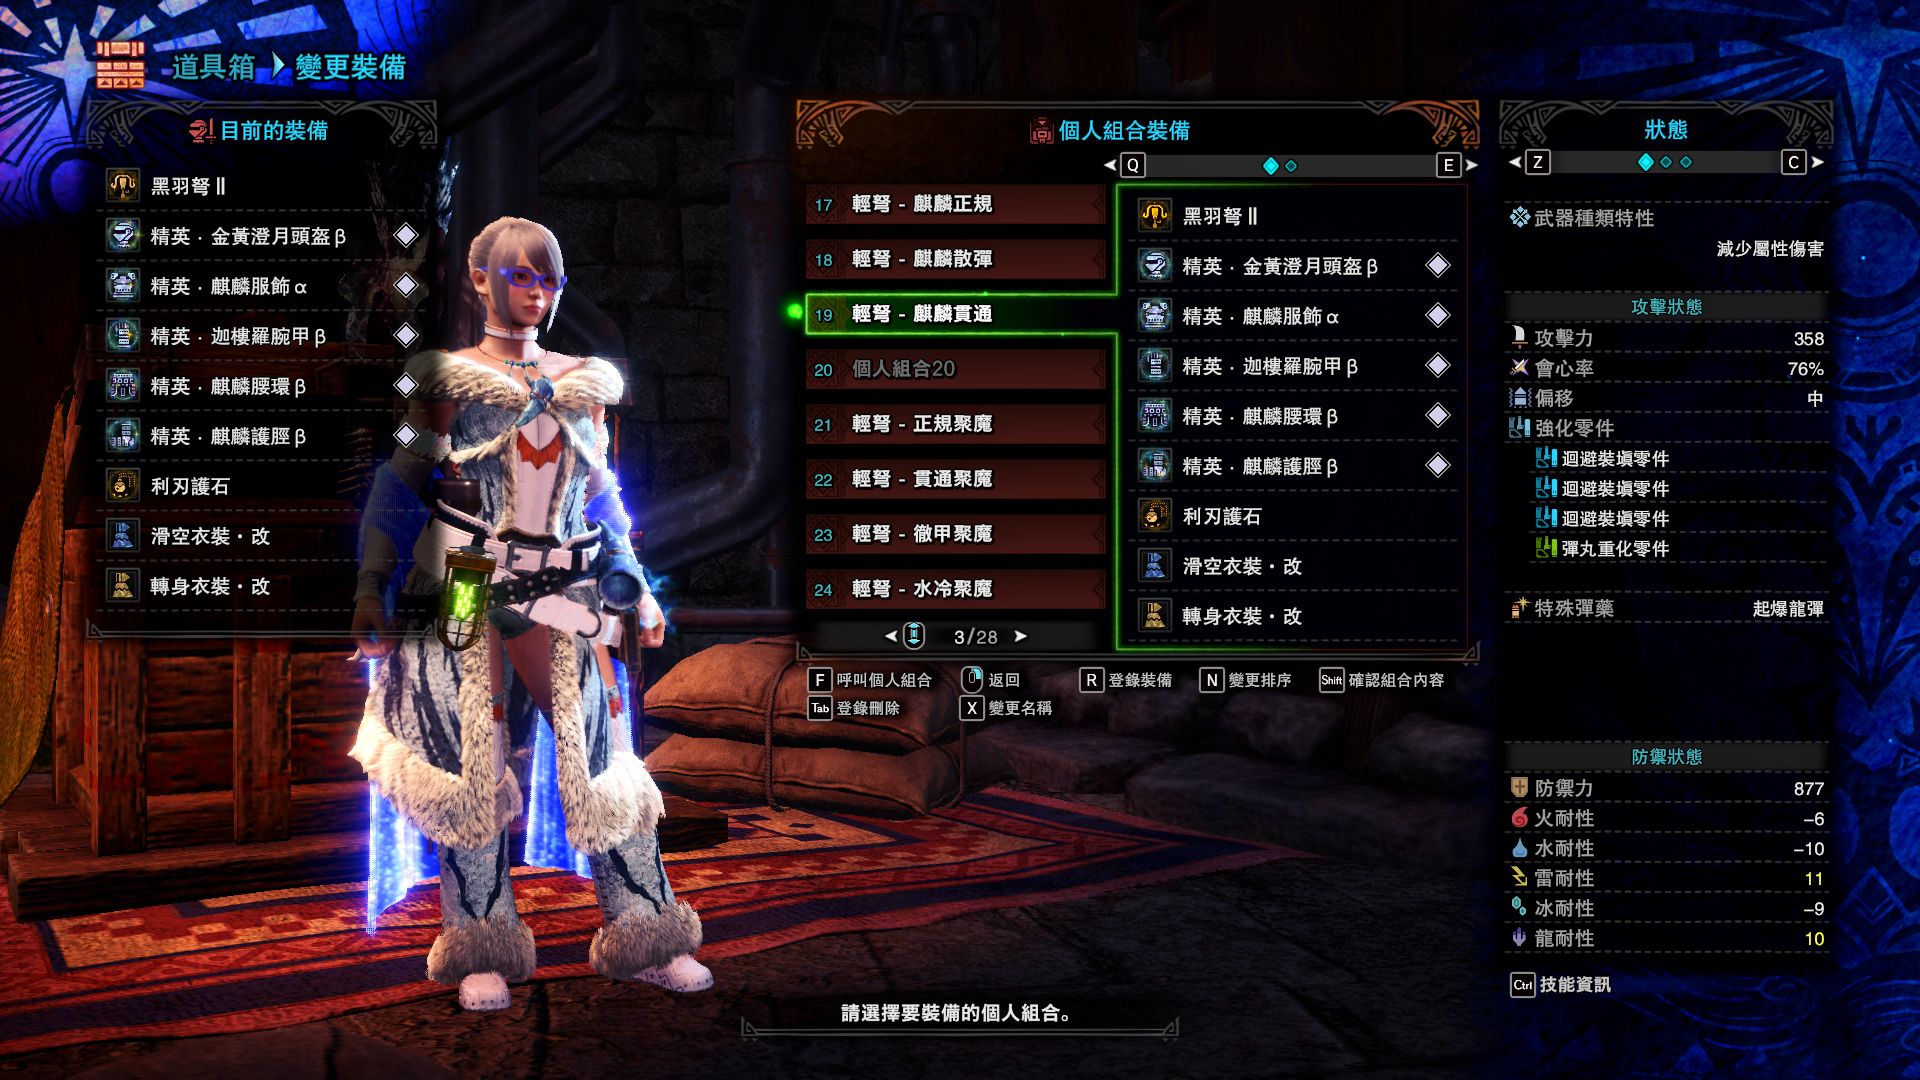 道具箱 變更裝備
目前的裝備
黑羽弩Ⅱ
精英·金黃澄月頭盔β
精英·麒麟服飾α
精英·迦樓羅腕甲β
精英·麒麟腰環β
精英·麒麟護脛β
利刃護石
滑空衣裝·改
轉身衣裝·改
個人組合裝備
Q E
17 輕弩 - 麒麟正規
18 輕弩 - 麒麟散彈
19 輕弩 - 麒麟貫通
20 個人組合20
21 輕弩 - 正規聚魔
22 輕弩 - 貫通聚魔
23 輕弩 - 徹甲聚魔
24 輕弩 - 水冷聚魔
3/28
黑羽弩Ⅱ
精英·金黃澄月頭盔β
精英·麒麟服飾α
精英·迦樓羅腕甲β
精英·麒麟腰環β
精英·麒麟護脛β
利刃護石
滑空衣裝·改
轉身衣裝·改
F 呼叫個人組合 返回 R 登錄裝備 N 變更排序 Shift 確認組合內容
Tab 登錄刪除 X 變更名稱
狀態
Z C
武器種類特性
減少屬性傷害
攻擊狀態
攻擊力 358
會心率 76%
偏移 中
強化零件
迴避裝填零件
迴避裝填零件
迴避裝填零件
彈丸重化零件
特殊彈藥 起爆龍彈
防禦狀態
防禦力 877
火耐性 −6
水耐性 −10
雷耐性 11
冰耐性 −9
龍耐性 10
Ctrl 技能資訊
請選擇要裝備的個人組合。